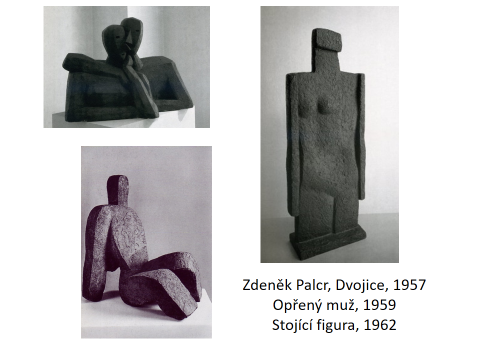 Zdeněk Palcr, Dvojice, 1957
Opřený muž, 1959
Stojící figura, 1962